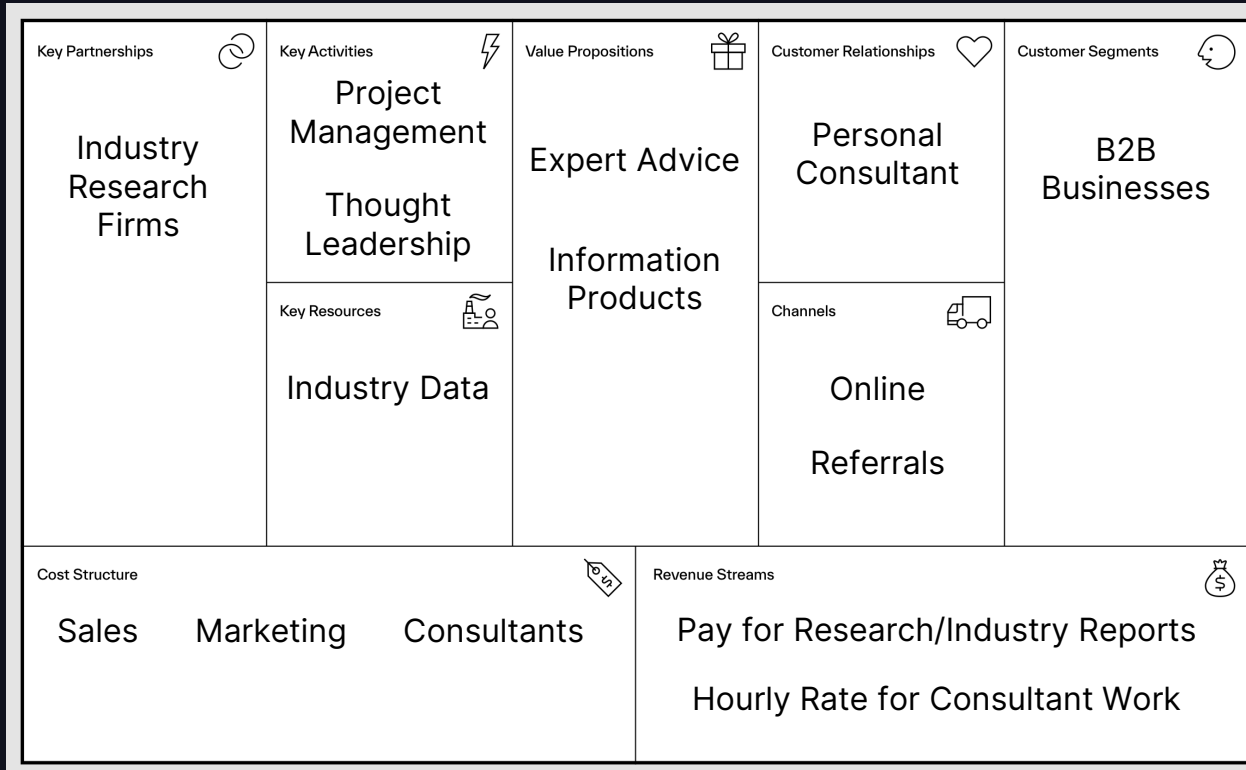 Key Partnerships
Industry
Research
Firms
Key Activities
Project
Management
Thought
Leadership
Key Resources
Industry Data
Value Propositions
Expert Advice
Information
Products
Customer Relationships
Personal
Consultant
Channels
Online
Referrals
Customer Segments
B2B
Businesses
Cost Structure
Sales Marketing Consultants
Revenue Streams
Pay for Research/Industry Reports
Hourly Rate for Consultant Work